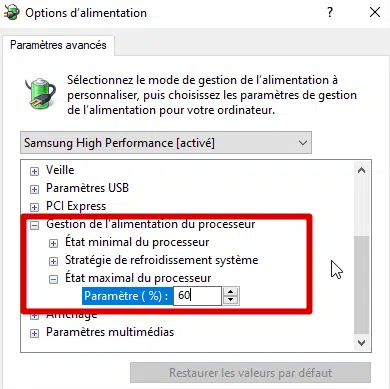 Options d'alimentation
Paramètres avancés
Sélectionnez le mode de gestion de l'alimentation à
personnaliser, puis choisissez les paramètres de gestion
de l'alimentation pour votre ordinateur.
Samsung High Performance [activé]
Veille
Paramètres USB
PCI Express
Gestion de l'alimentation du processeur
État minimal du processeur
Stratégie de refroidissement système
État maximal du processeur
Paramètre ( %) : 60
Affichage
Paramètres multimédias
Restaurer les valeurs par défaut